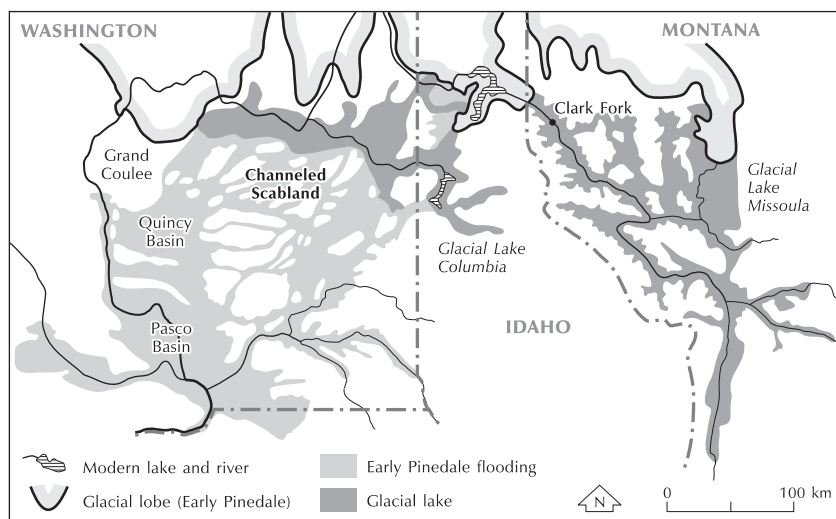 WASHINGTON
MONTANA
Clark Fork
Grand
Coulee
Channeled
Scabland
Glacial
Lake
Missoula
Quincy
Basin
Glacial Lake
Columbia
IDAHO
Pasco
Basin
Modern lake and river
Early Pinedale flooding
Glacial lobe (Early Pinedale)
Glacial lake
N
0
100 km